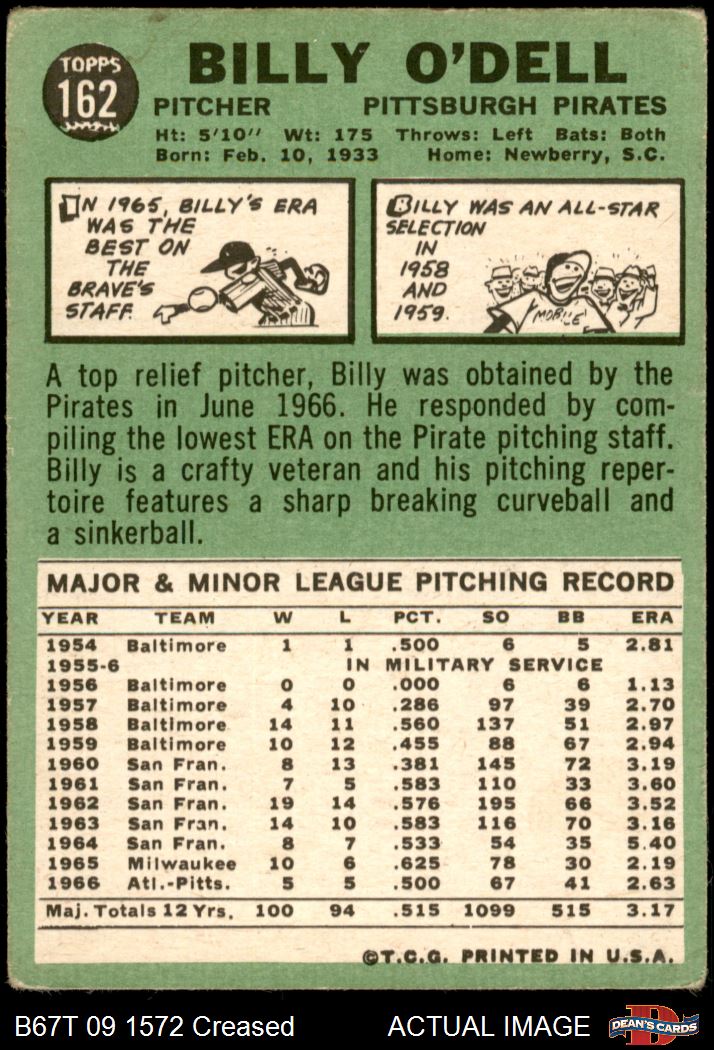 TOPPS
162
BILLY O'DELL
PITCHER PITTSBURGH PIRATES
Ht: 5'10" Wt: 175 Throws: Left Bats: Both
Born: Feb. 10, 1933 Home: Newberry, S.C.
IN 1965, BILLY'S ERA
WAS THE
BEST ON
THE
BRAVE'S
STAFF.
BILLY WAS AN ALL-STAR
SELECTION
IN
1958
AND
1959.
MOBILE
A top relief pitcher, Billy was obtained by the
Pirates in June 1966. He responded by com-
piling the lowest ERA on the Pirate pitching staff.
Billy is a crafty veteran and his pitching reper-
toire features a sharp breaking curveball and
a sinkerball.
MAJOR & MINOR LEAGUE PITCHING RECORD
YEAR TEAM W L PCT. SO BB ERA
1954 Baltimore 1 1 .500 6 5 2.81
1955-6 IN MILITARY SERVICE
1956 Baltimore 0 0 .000 6 6 1.13
1957 Baltimore 4 10 .286 97 39 2.70
1958 Baltimore 14 11 .560 137 51 2.97
1959 Baltimore 10 12 .455 88 67 2.94
1960 San Fran. 8 13 .381 145 72 3.19
1961 San Fran. 7 5 .583 110 33 3.60
1962 San Fran. 19 14 .576 195 66 3.52
1963 San Fran. 14 10 .583 116 70 3.16
1964 San Fran. 8 7 .533 54 35 5.40
1965 Milwaukee 10 6 .625 78 30 2.19
1966 Atl.-Pitts. 5 5 .500 67 41 2.63
Maj. Totals 12 Yrs. 100 94 .515 1099 515 3.17
©T.C.G. PRINTED IN U.S.A.
B67T 09 1572 Creased ACTUAL IMAGE
D
DEAN'S CARDS